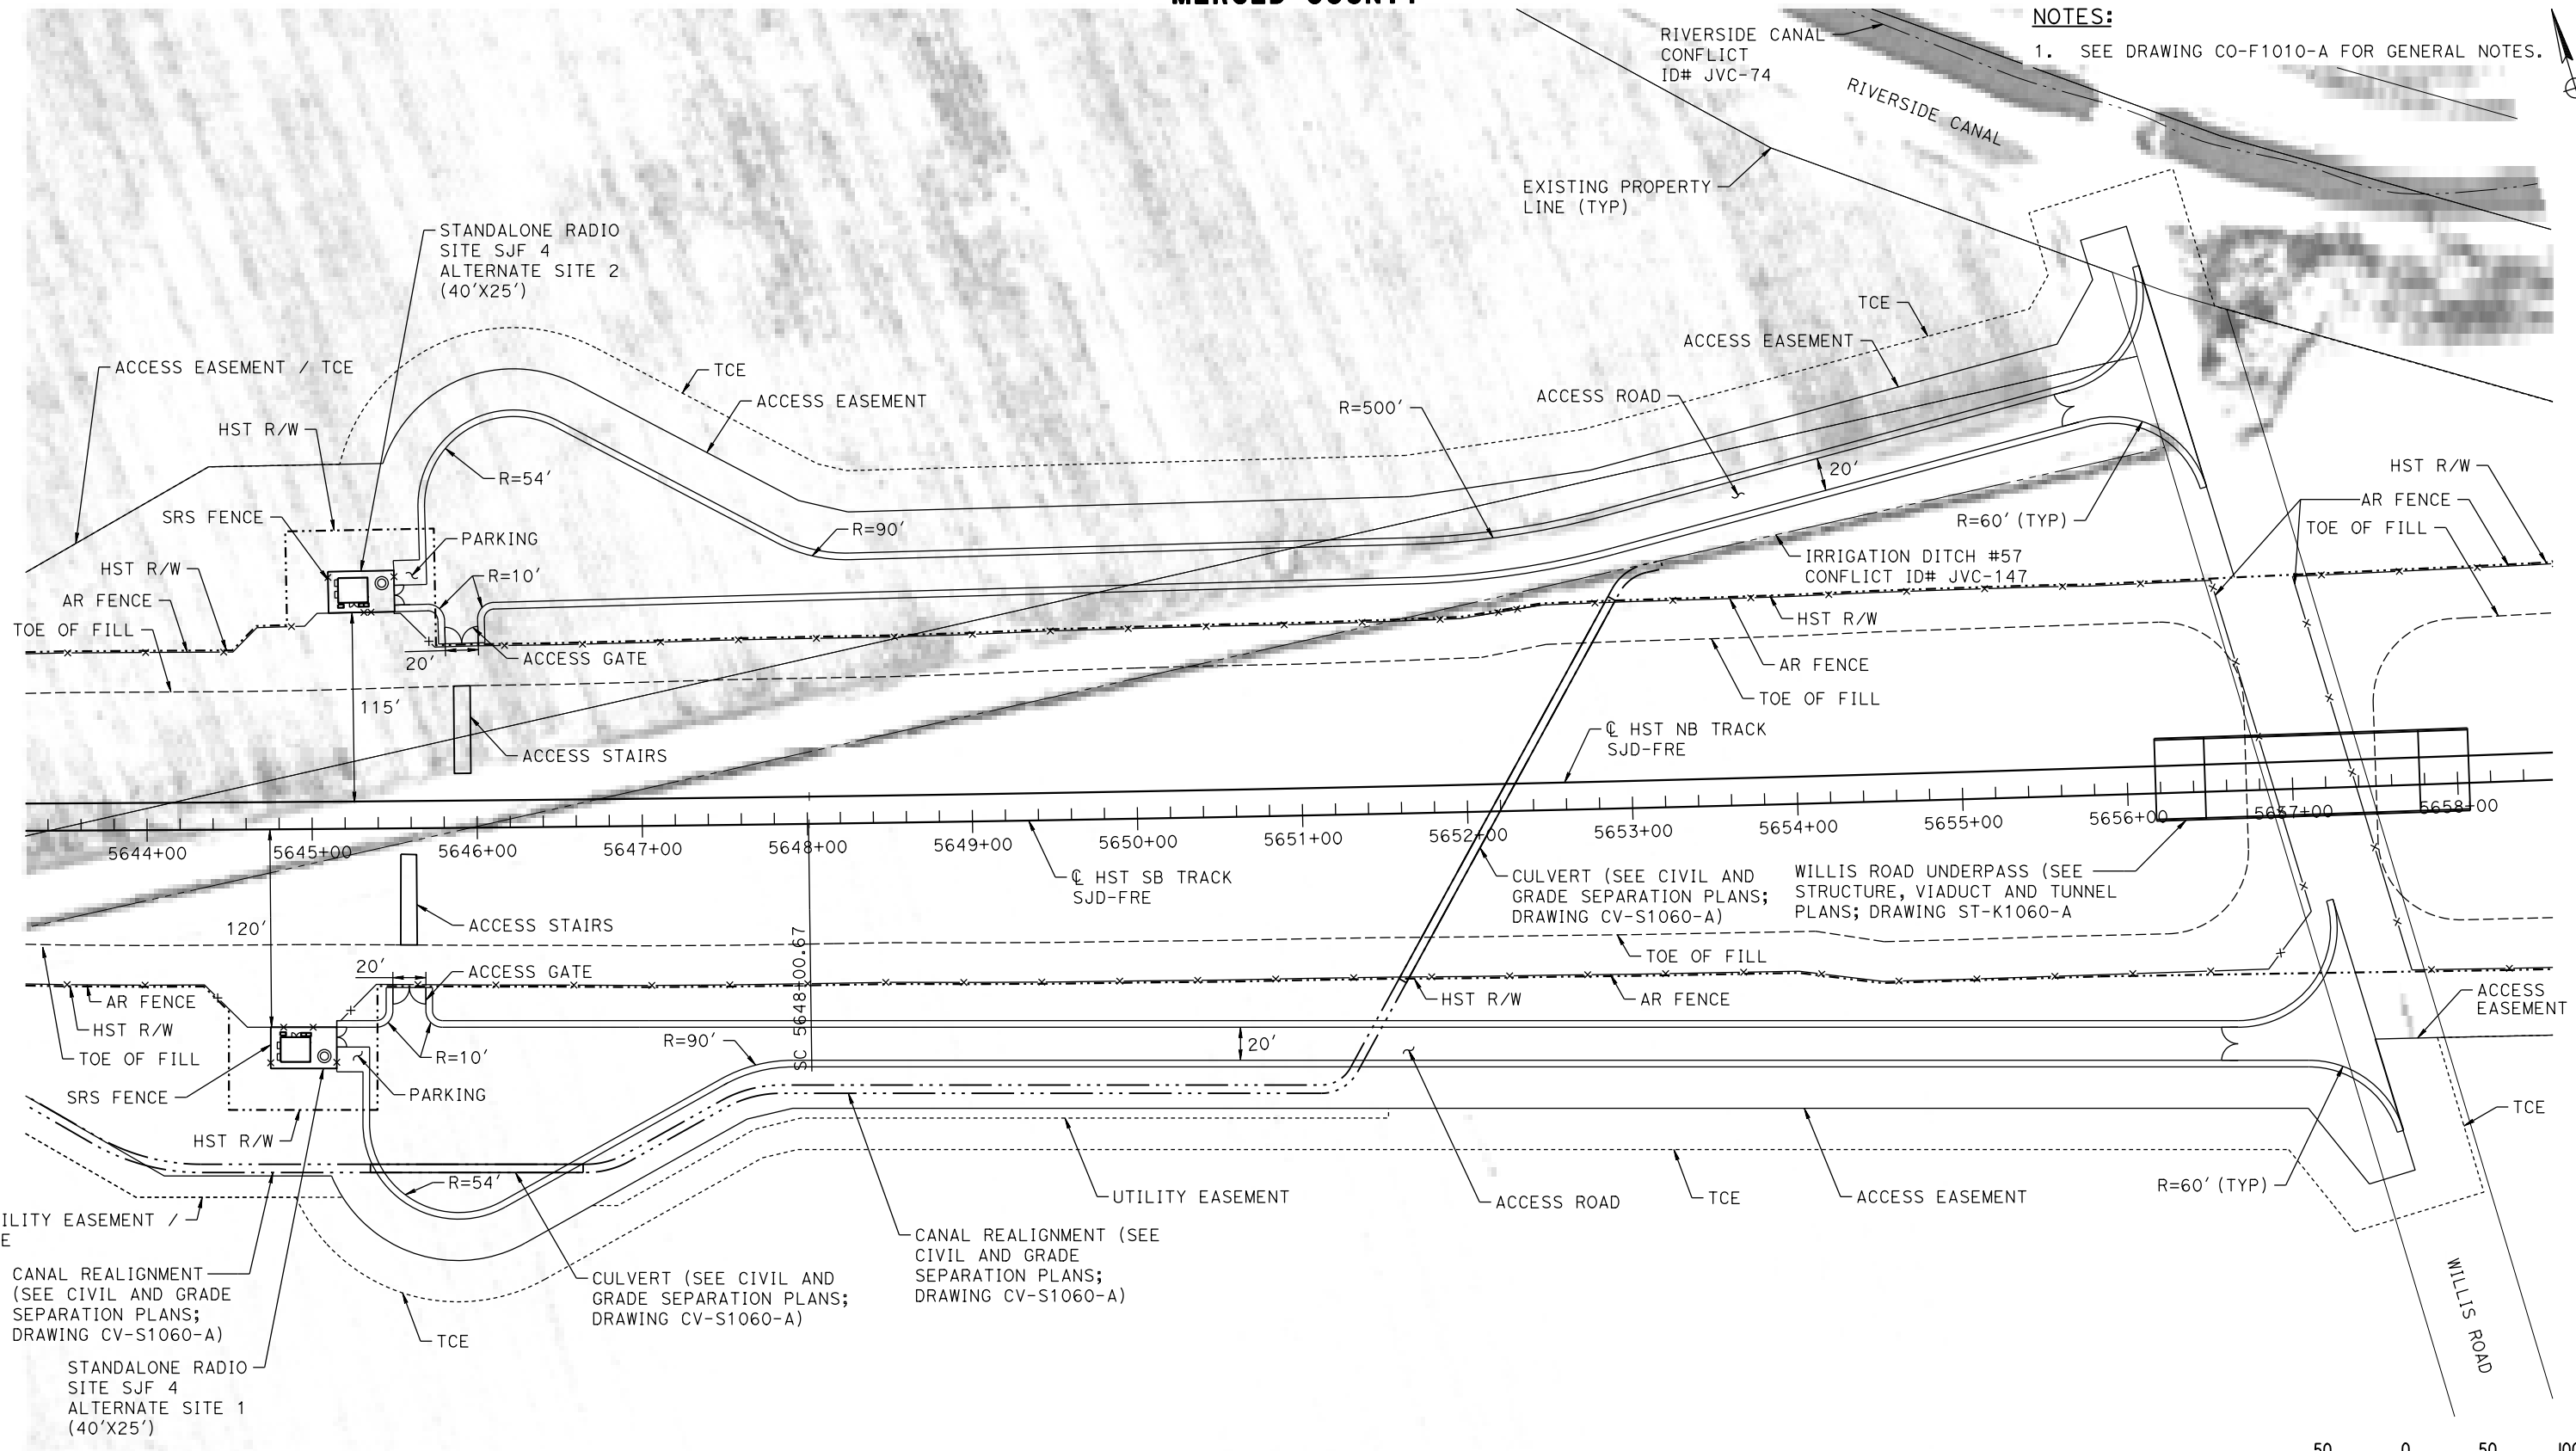 MERCED COUNTY
NOTES:
1. SEE DRAWING CO-F1010-A FOR GENERAL NOTES.
RIVERSIDE CANAL
CONFLICT
ID# JVC-74
RIVERSIDE CANAL
EXISTING PROPERTY
LINE (TYP)
STANDALONE RADIO
SITE SJF 4
ALTERNATE SITE 2
(40'X25')
TCE
ACCESS EASEMENT
ACCESS EASEMENT / TCE
TCE
ACCESS EASEMENT
ACCESS ROAD
R=500'
HST R/W
R=54'
20'
HST R/W
AR FENCE
TOE OF FILL
SRS FENCE
PARKING
R=90'
R=60' (TYP)
IRRIGATION DITCH #57
CONFLICT ID# JVC-147
HST R/W
AR FENCE
TOE OF FILL
R=10'
20'
ACCESS GATE
HST R/W
AR FENCE
TOE OF FILL
115'
ACCESS STAIRS
℄ HST NB TRACK
SJD-FRE
5644+00
5645+00
5646+00
5647+00
5648+00
5649+00
5650+00
5651+00
5652+00
5653+00
5654+00
5655+00
5656+00
5657+00
5658+00
℄ HST SB TRACK
SJD-FRE
CULVERT (SEE CIVIL AND
GRADE SEPARATION PLANS;
DRAWING CV-S1060-A)
WILLIS ROAD UNDERPASS (SEE
STRUCTURE, VIADUCT AND TUNNEL
PLANS; DRAWING ST-K1060-A
120'
ACCESS STAIRS
SC 5648+00.67
TOE OF FILL
20'
ACCESS GATE
AR FENCE
HST R/W
TOE OF FILL
HST R/W
AR FENCE
ACCESS
EASEMENT
R=10'
R=90'
20'
SRS FENCE
PARKING
HST R/W
TCE
R=54'
UTILITY EASEMENT
ACCESS ROAD
TCE
ACCESS EASEMENT
R=60' (TYP)
ILITY EASEMENT /
E
CANAL REALIGNMENT
(SEE CIVIL AND GRADE
SEPARATION PLANS;
DRAWING CV-S1060-A)
CULVERT (SEE CIVIL AND
GRADE SEPARATION PLANS;
DRAWING CV-S1060-A)
CANAL REALIGNMENT (SEE
CIVIL AND GRADE
SEPARATION PLANS;
DRAWING CV-S1060-A)
TCE
STANDALONE RADIO
SITE SJF 4
ALTERNATE SITE 1
(40'X25')
WILLIS ROAD
50 0 50 100